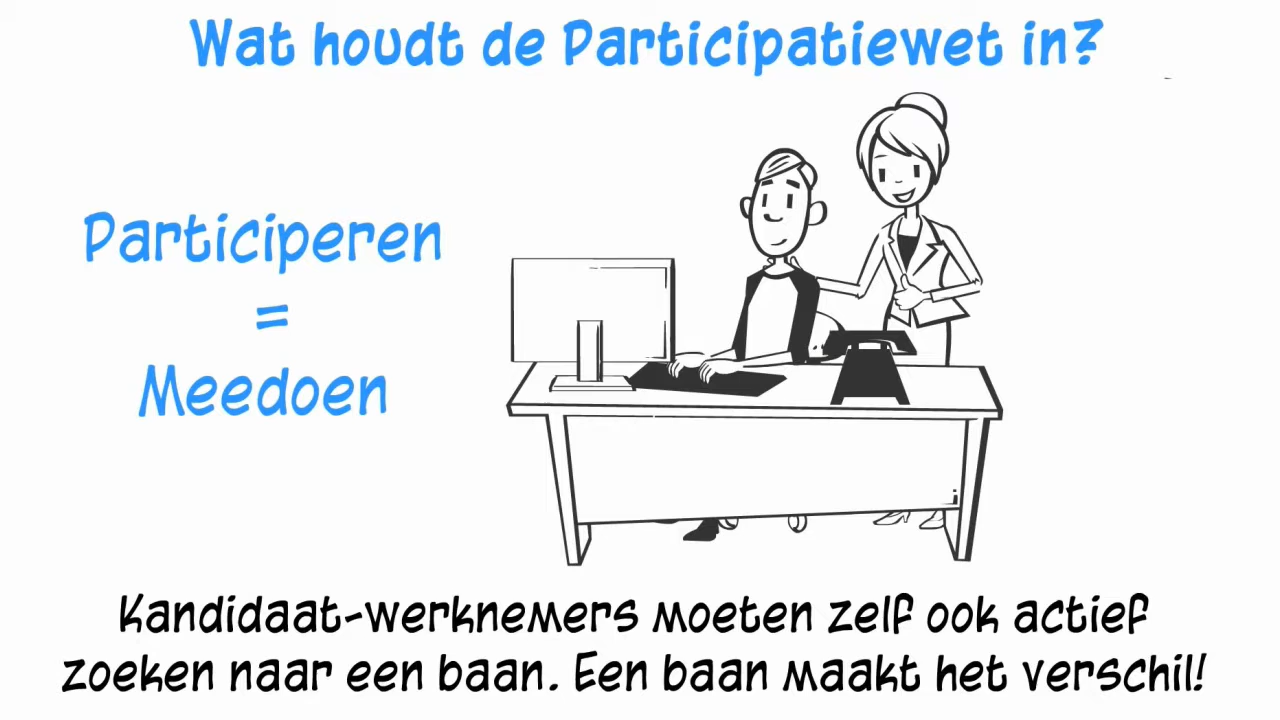 Wat houdt de Participatiewet in?
Participeren
=
Meedoen
Kandidaat-werknemers moeten zelf ook actief
zoeken naar een baan. Een baan maakt het verschil!